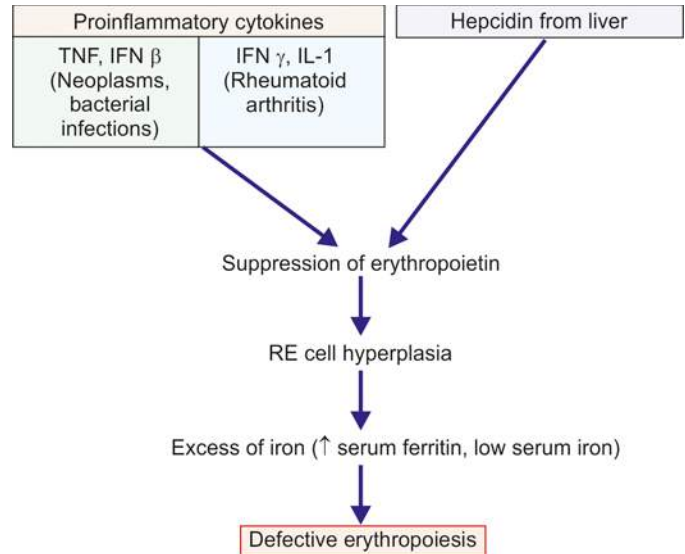 Proinflammatory cytokines
Hepcidin from liver
TNF, IFN β
(Neoplasms,
bacterial
infections)
IFN γ, IL-1
(Rheumatoid
arthritis)
Suppression of erythropoietin
RE cell hyperplasia
Excess of iron (↑ serum ferritin, low serum iron)
Defective erythropoiesis